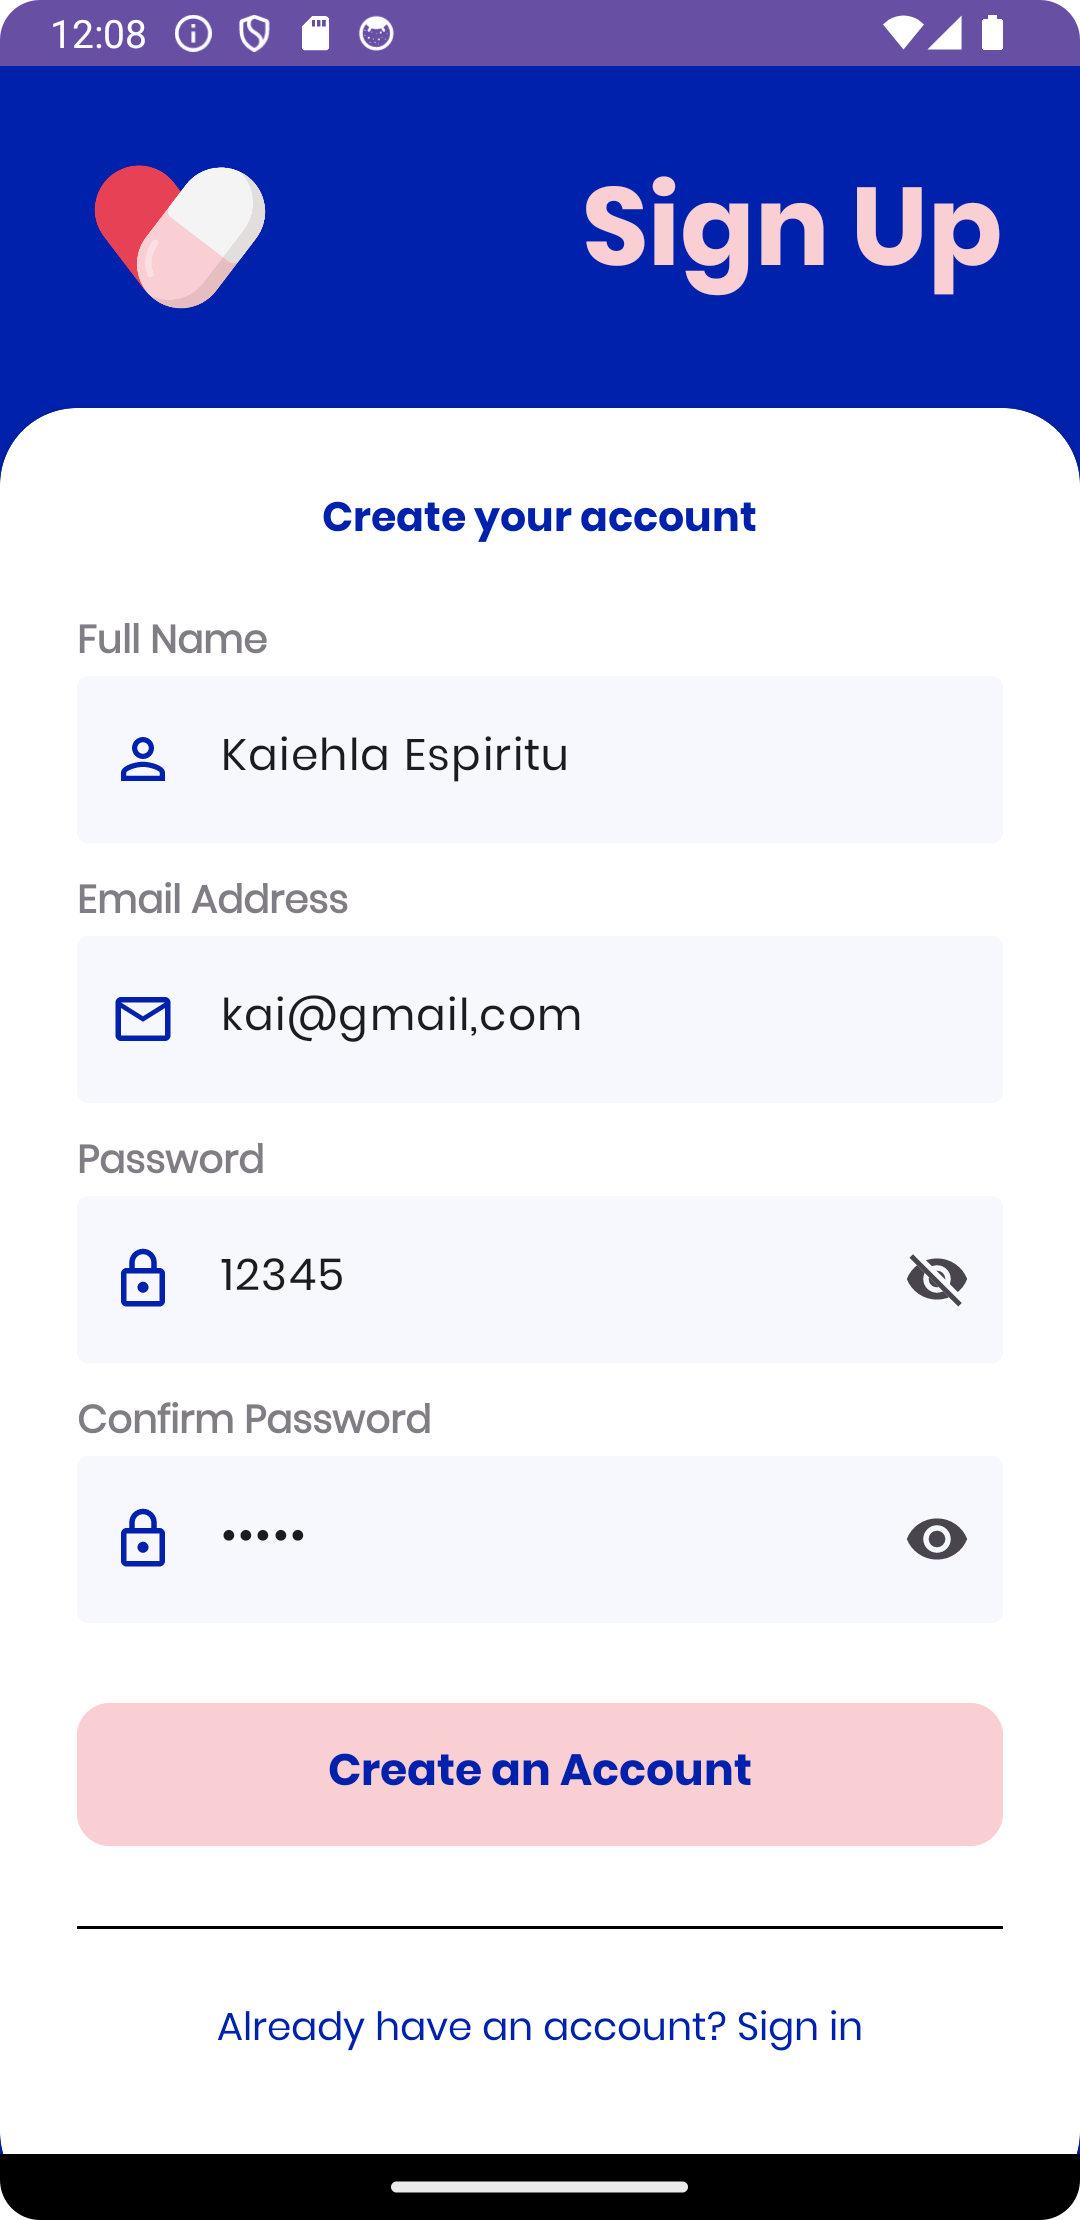 12:08
Sign Up
Create your account
Full Name
Kaiehla Espiritu
Email Address
kai@gmail,com
Password
12345
Confirm Password
•••••
Create an Account
Already have an account? Sign in